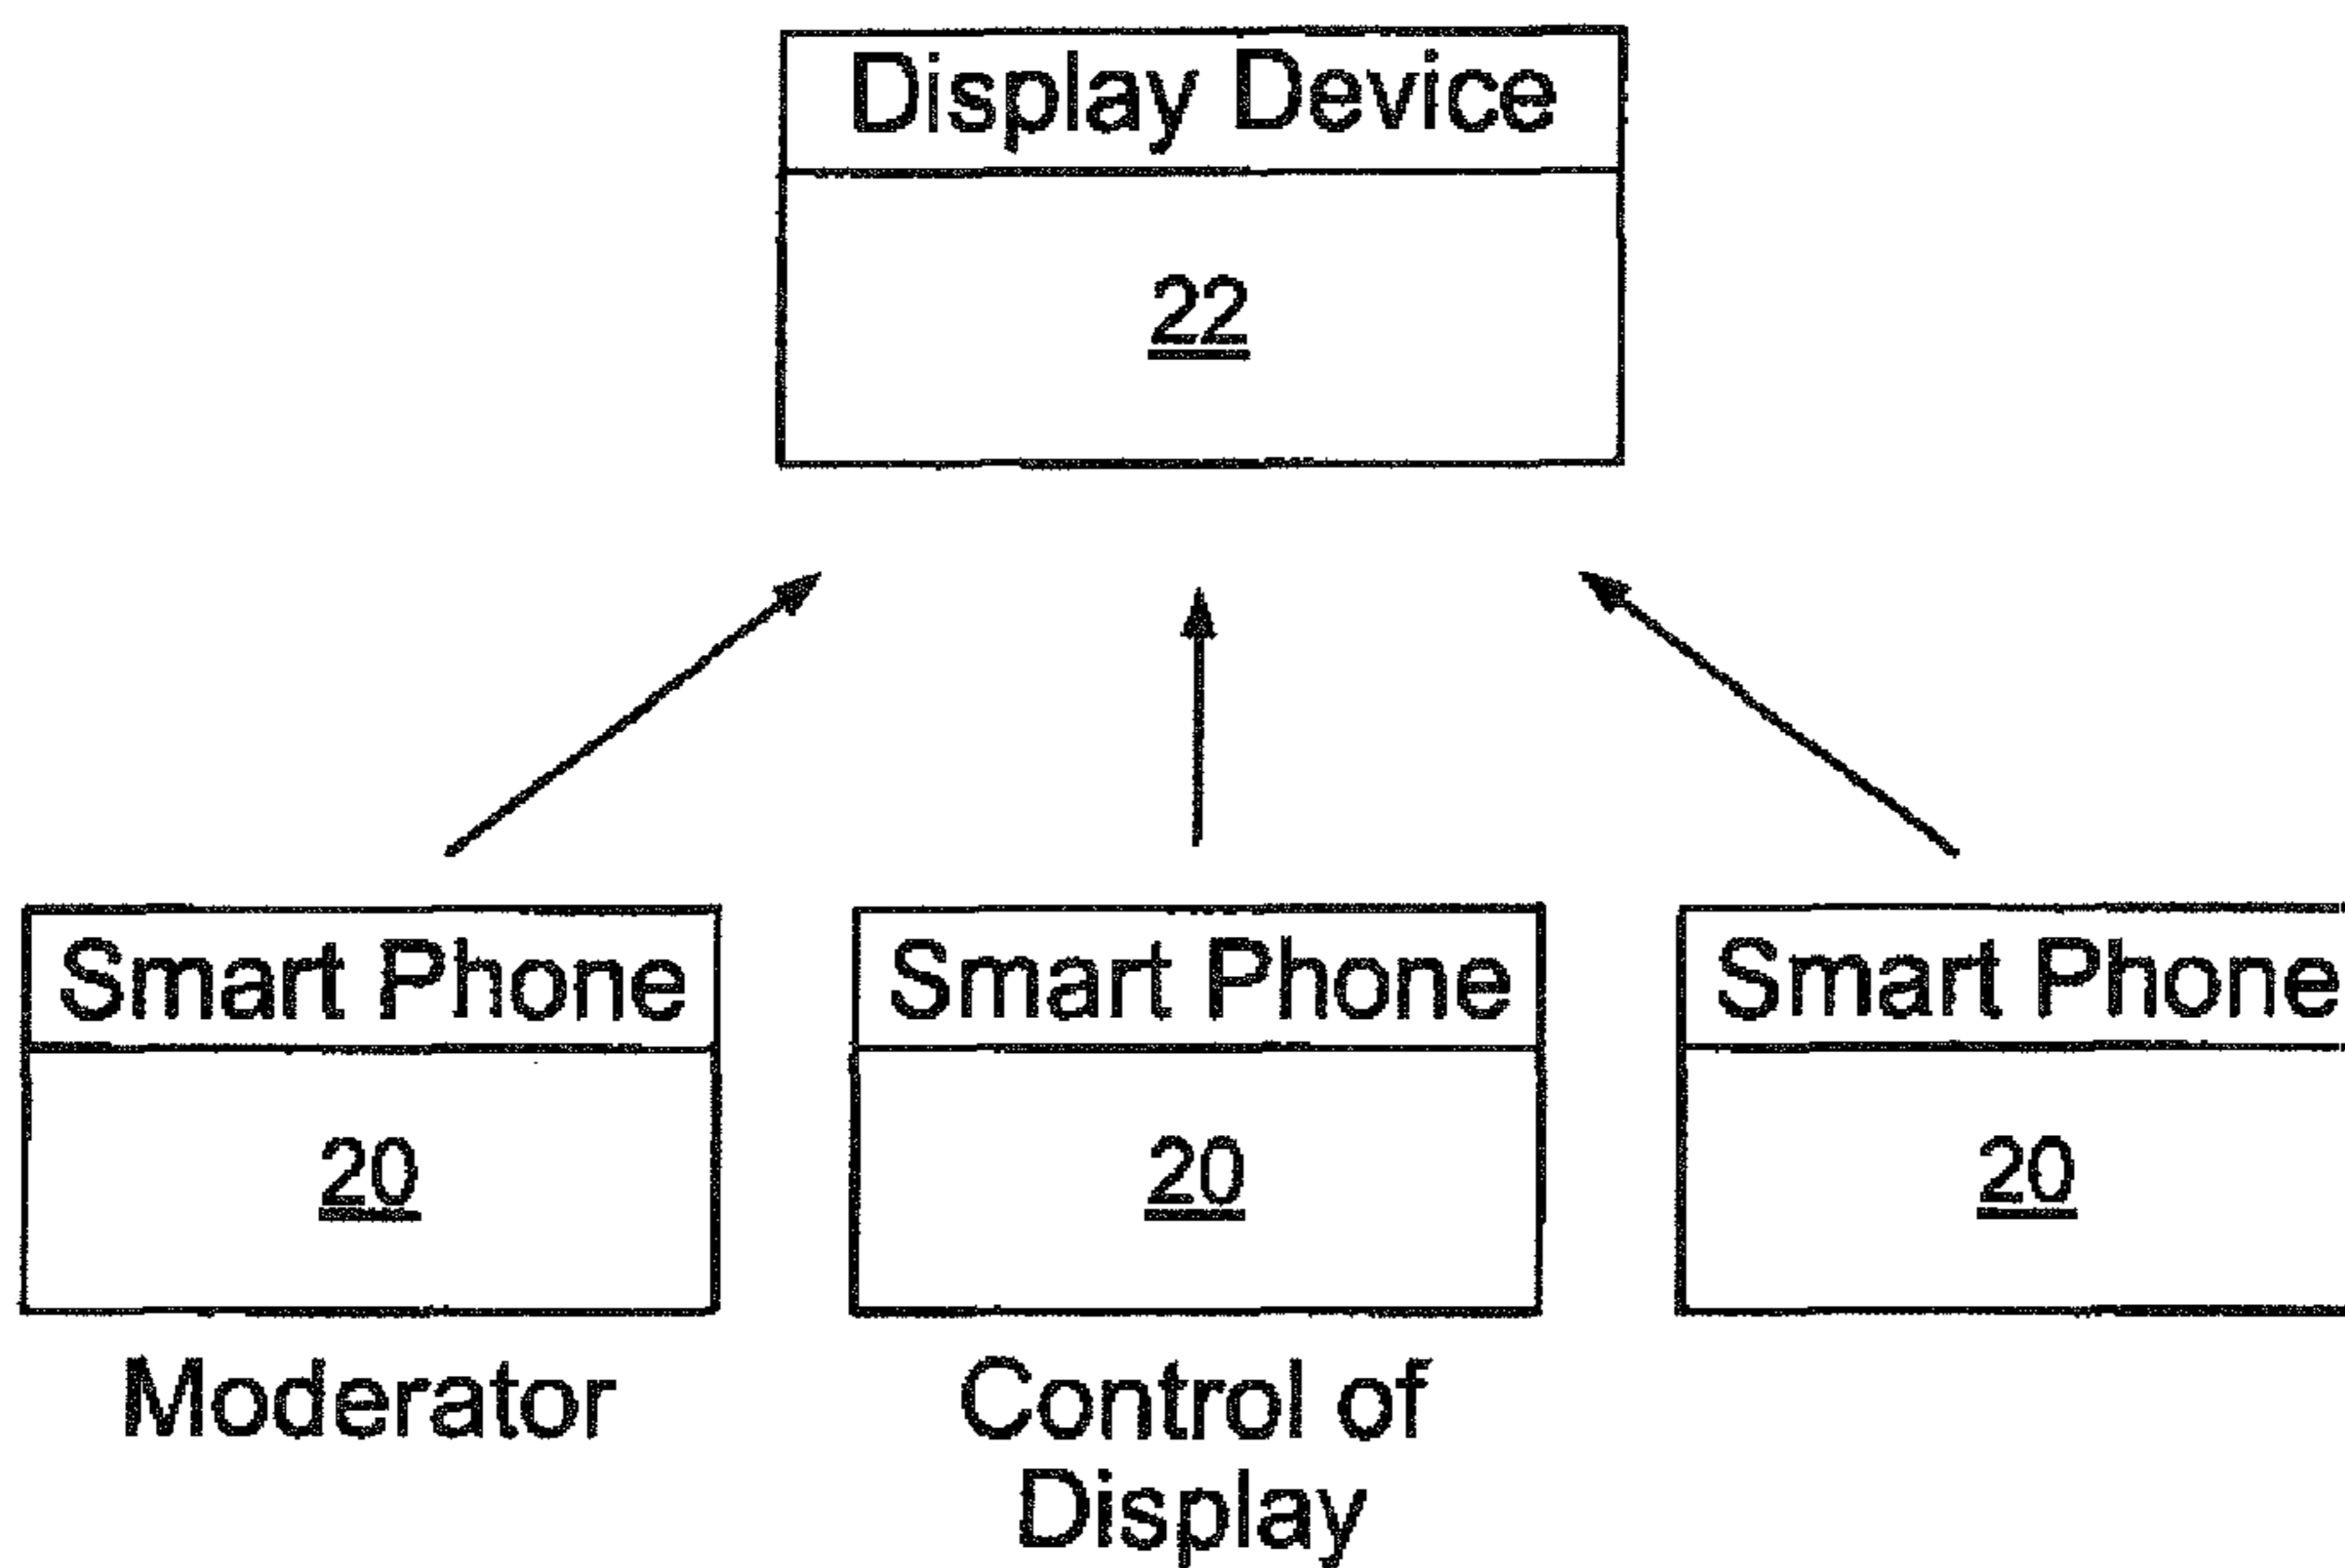 Display Device
22
Smart Phone
20
Moderator
Smart Phone
20
Control of
Display
Smart Phone
20